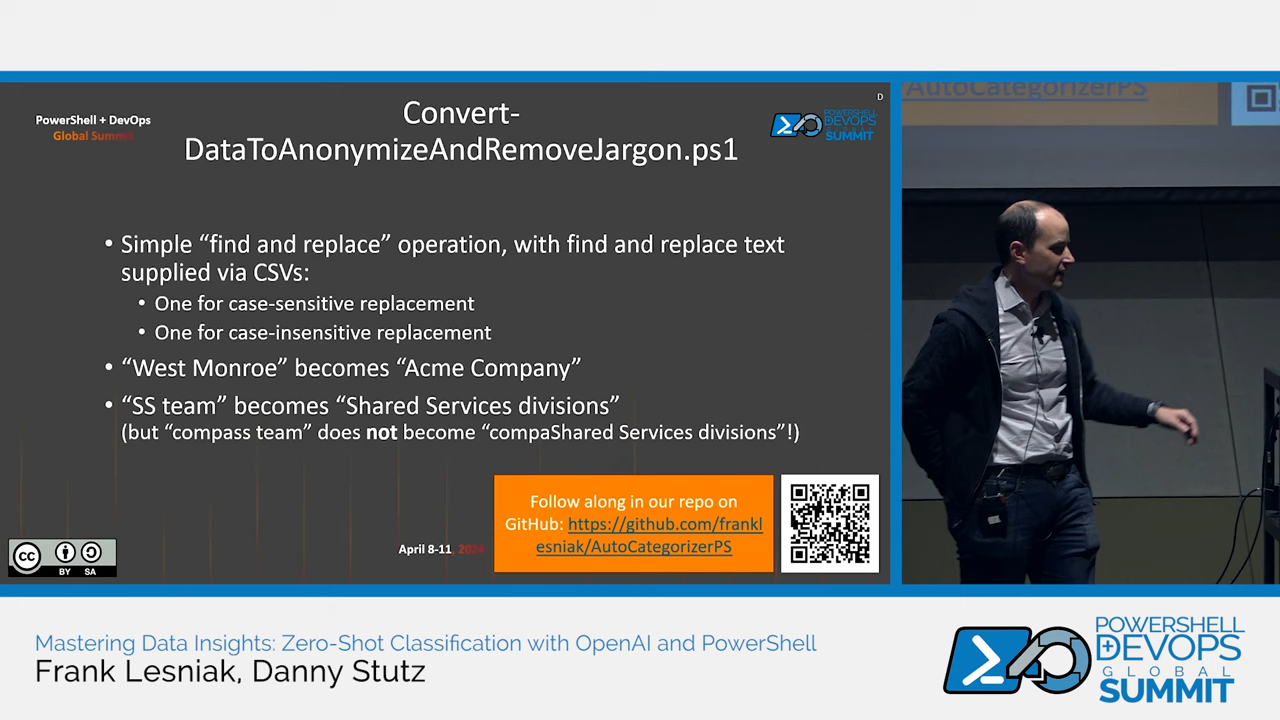 AutoCategorizerPS
PowerShell + DevOps
Global Summit
Convert-
DataToAnonymizeAndRemoveJargon.ps1
D
POWERSHELL
DEVOPS
GLOBAL
SUMMIT
• Simple “find and replace” operation, with find and replace text
supplied via CSVs:
• One for case-sensitive replacement
• One for case-insensitive replacement
• “West Monroe” becomes “Acme Company”
• “SS team” becomes “Shared Services divisions”
(but “compass team” does not become “compaShared Services divisions”!)
Follow along in our repo on
GitHub: https://github.com/frankl
esniak/AutoCategorizerPS
April 8-11, 2024
cc
BY SA
Mastering Data Insights: Zero-Shot Classification with OpenAI and PowerShell
Frank Lesniak, Danny Stutz
POWERSHELL
DEVOPS
GLOBAL
SUMMIT